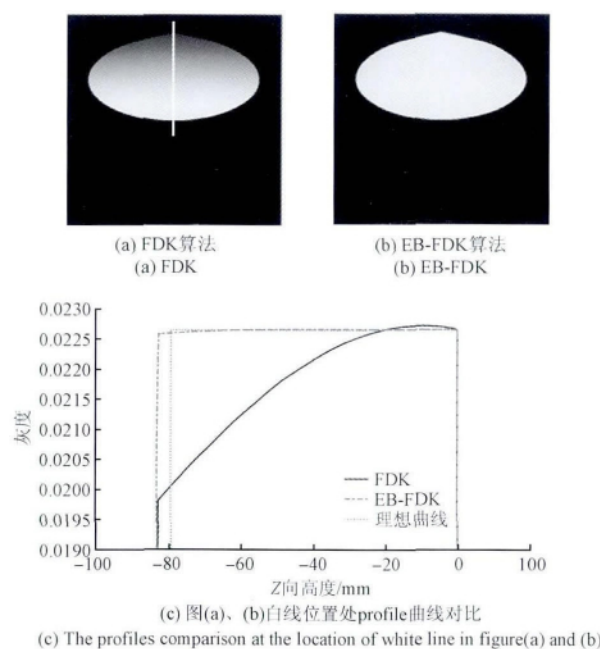 (a) FDK算法
(a) FDK
(b) EB-FDK算法
(b) EB-FDK
0.0230
0.0225
0.0220
0.0215
0.0210
0.0205
0.0200
0.0195
0.0190
灰度
FDK
EB-FDK
理想曲线
-100
-80
-60
-40
-20
0
100
Z向高度/mm
(c) 图(a)、(b)白线位置处profile曲线对比
(c) The profiles comparison at the location of white line in figure(a) and (b)